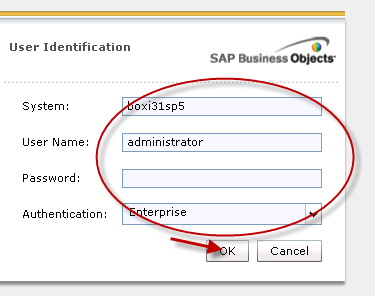 User Identification
SAP Business Objects
System: boxi31sp5
User Name: administrator
Password:
Authentication: Enterprise
OK Cancel